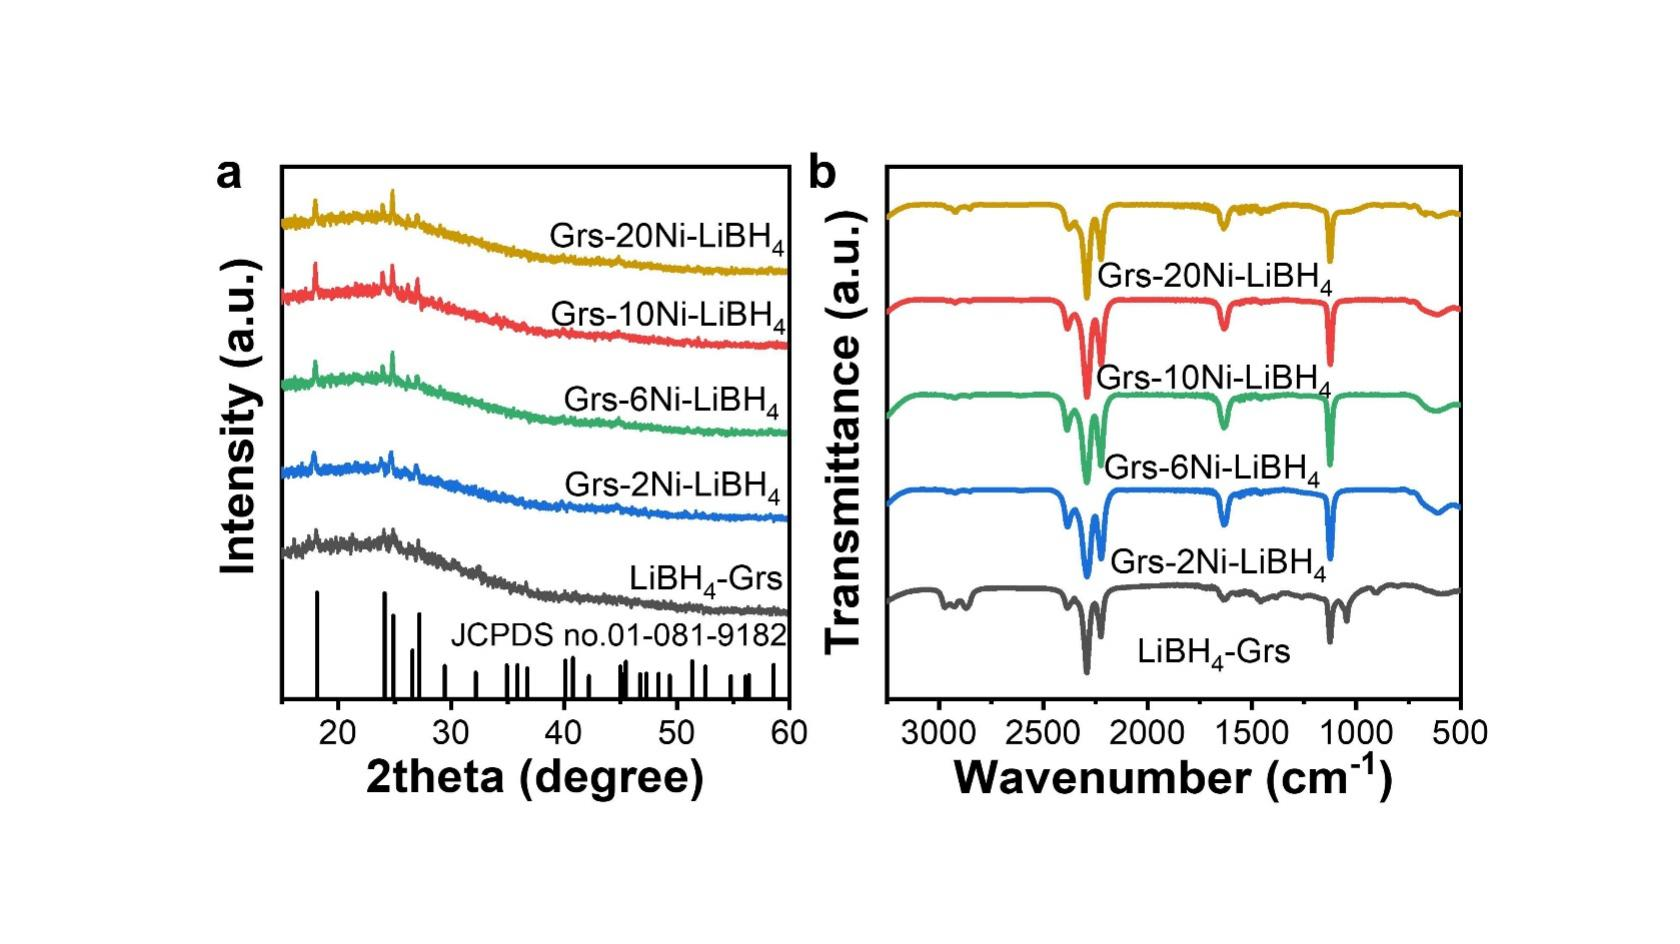 a
Intensity (a.u.)
Grs-20Ni-LiBH4
Grs-10Ni-LiBH4
Grs-6Ni-LiBH4
Grs-2Ni-LiBH4
LiBH4-Grs
JCPDS no.01-081-9182
20 30 40 50 60
2theta (degree)
b
Transmittance (a.u.)
Grs-20Ni-LiBH4
Grs-10Ni-LiBH4
Grs-6Ni-LiBH4
Grs-2Ni-LiBH4
LiBH4-Grs
3000 2500 2000 1500 1000 500
Wavenumber (cm-1)